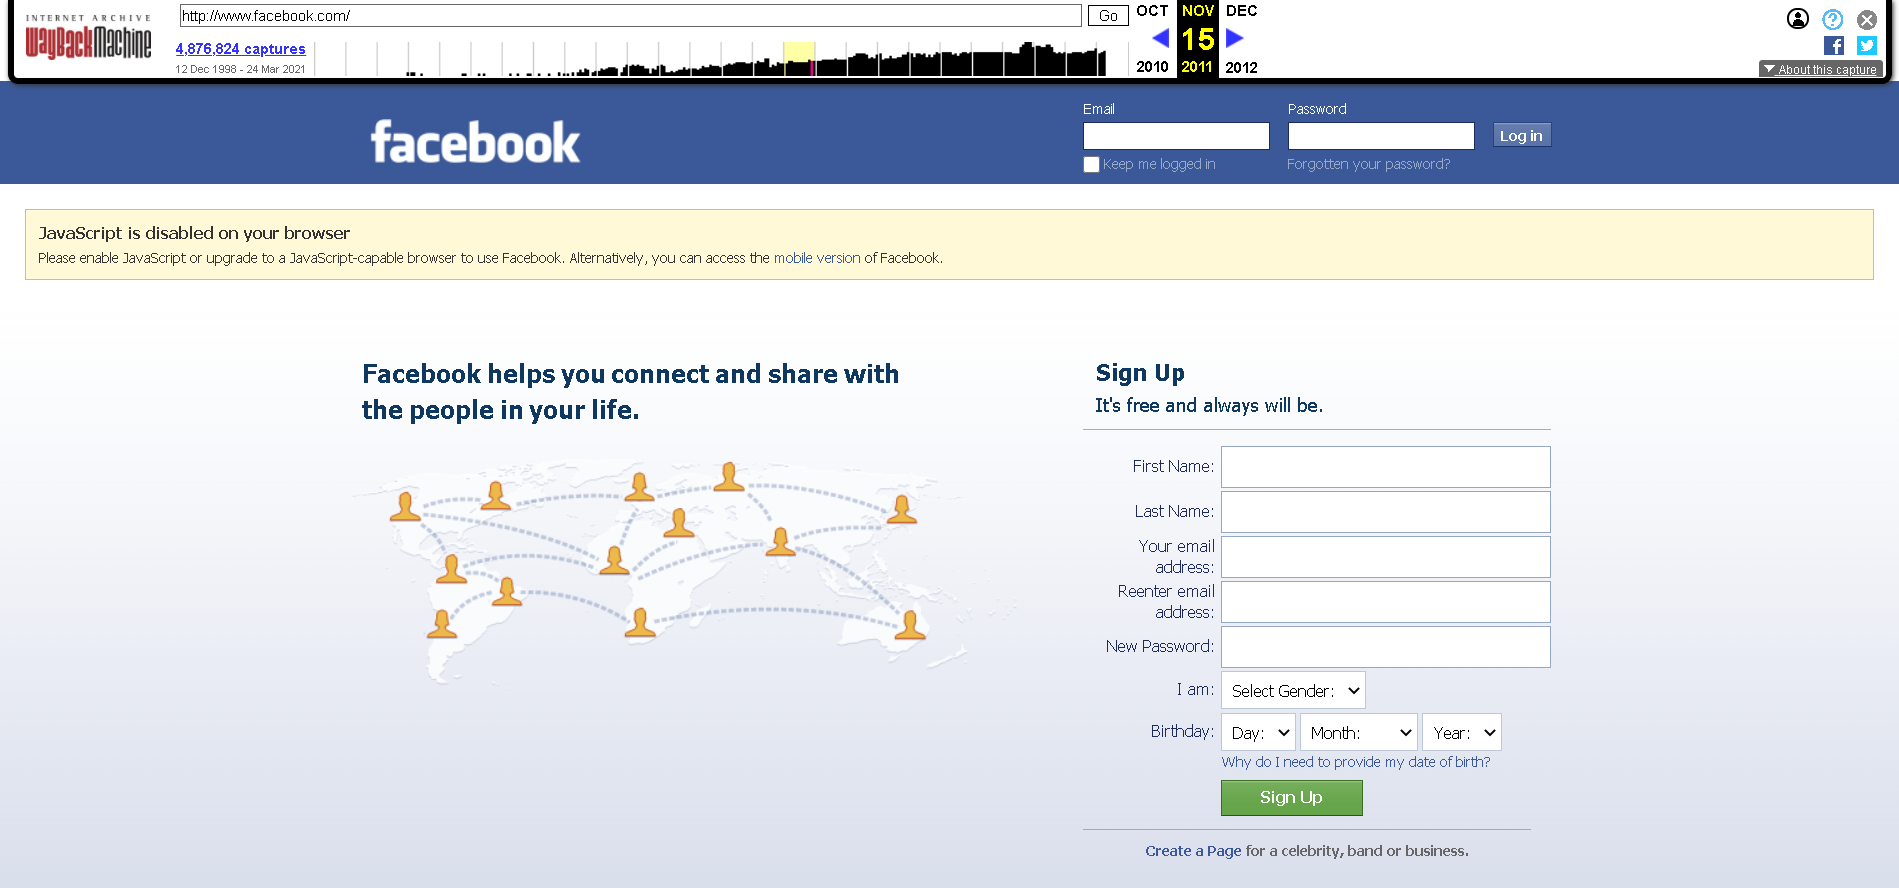 INTERNET ARCHIVE
WayBackMachine
http://www.facebook.com/
Go
4,876,824 captures
12 Dec 1998 - 24 Mar 2021
OCT NOV DEC
15
2010 2011 2012
About this capture
facebook
Email
Password
Log in
Keep me logged in
Forgotten your password?
JavaScript is disabled on your browser
Please enable JavaScript or upgrade to a JavaScript-capable browser to use Facebook. Alternatively, you can access the mobile version of Facebook.
Facebook helps you connect and share with
the people in your life.
Sign Up
It's free and always will be.
First Name:
Last Name:
Your email
address:
Reenter email
address:
New Password:
I am: Select Gender:
Birthday: Day: Month: Year:
Why do I need to provide my date of birth?
Sign Up
Create a Page for a celebrity, band or business.